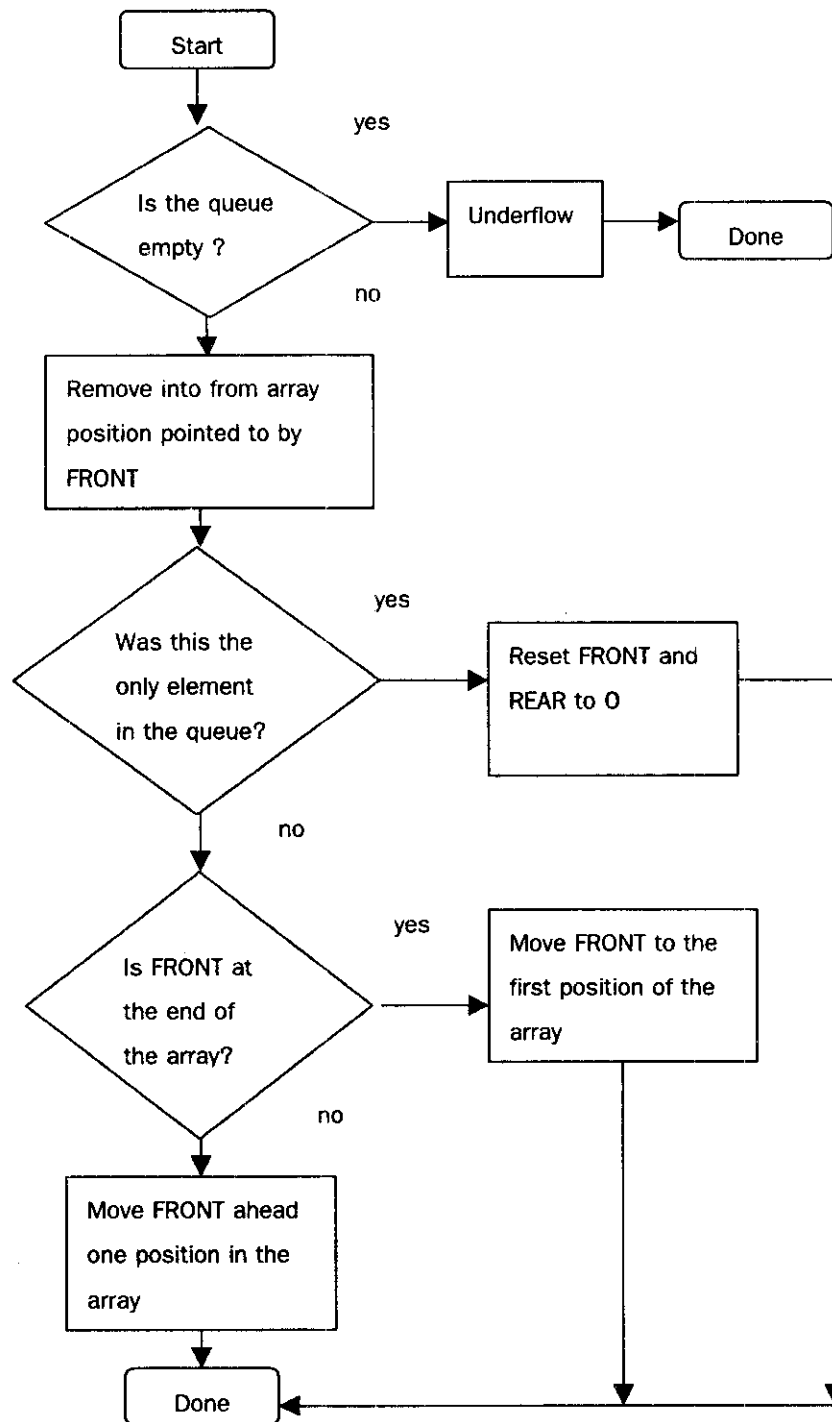 Start
yes
Is the queue
empty ?
Underflow
Done
no
Remove into from array
position pointed to by
FRONT
yes
Was this the
only element
in the queue?
Reset FRONT and
REAR to 0
no
yes
Is FRONT at
the end of
the array?
Move FRONT to the
first position of the
array
no
Move FRONT ahead
one position in the
array
Done